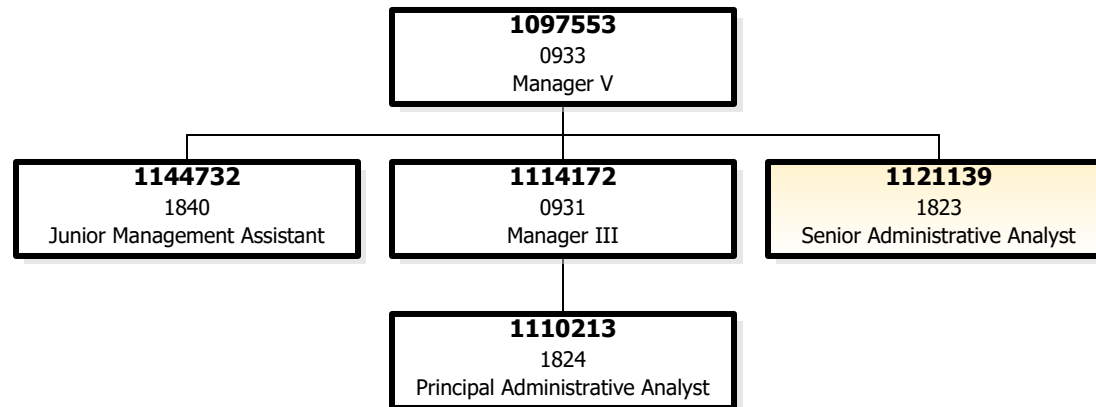 1097553
0933
Manager V
1144732
1840
Junior Management Assistant
1114172
0931
Manager III
1121139
1823
Senior Administrative Analyst
1110213
1824
Principal Administrative Analyst